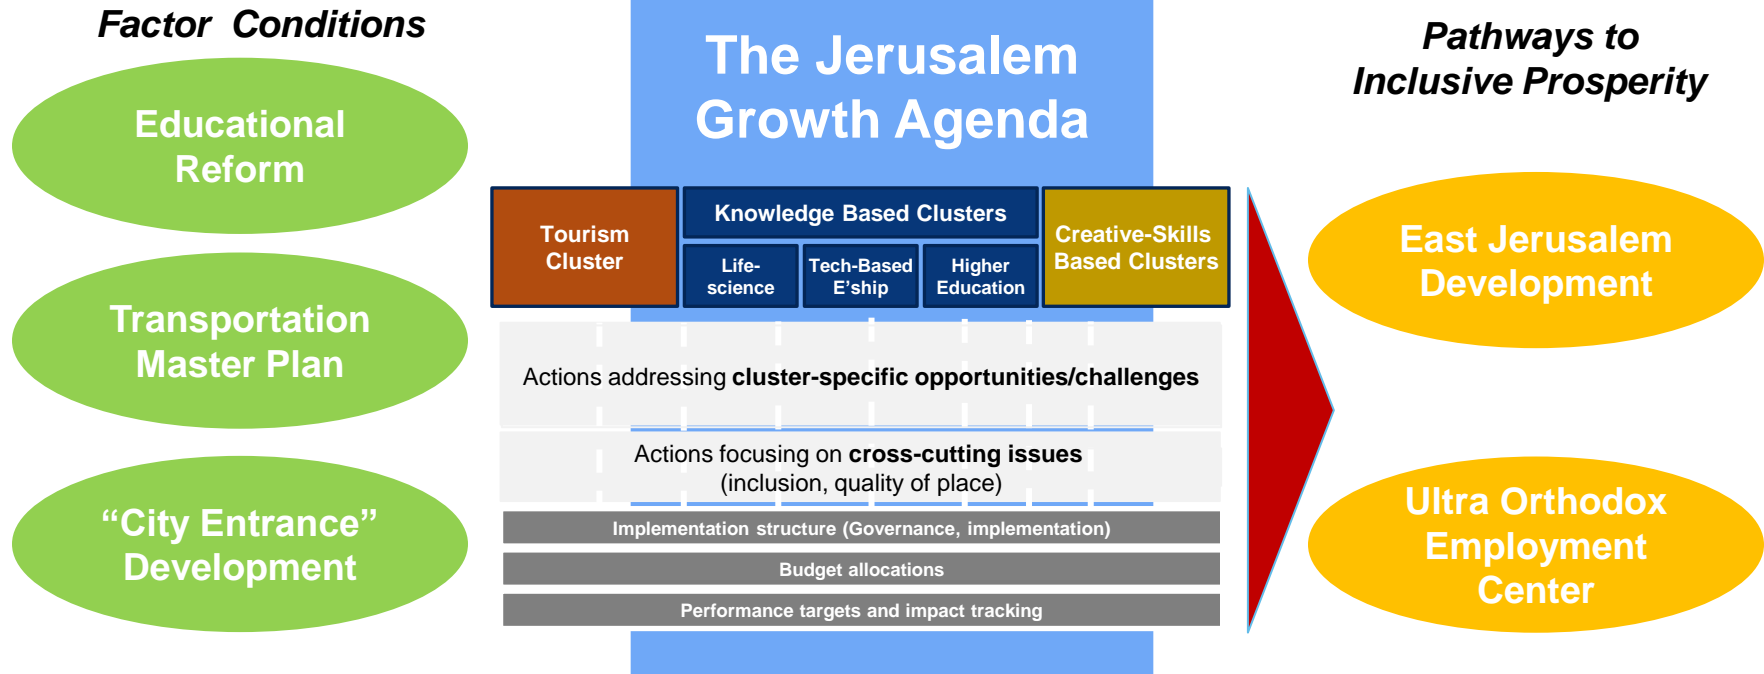 Factor Conditions
Educational
Reform
Transportation
Master Plan
“City Entrance”
Development
The Jerusalem
Growth Agenda
Tourism
Cluster
Knowledge Based Clusters
Life-
science
Tech-Based
E’ship
Higher
Education
Creative-Skills
Based Clusters
Actions addressing cluster-specific opportunities/challenges
Actions focusing on cross-cutting issues
(inclusion, quality of place)
Implementation structure (Governance, implementation)
Budget allocations
Performance targets and impact tracking
Pathways to
Inclusive Prosperity
East Jerusalem
Development
Ultra Orthodox
Employment
Center